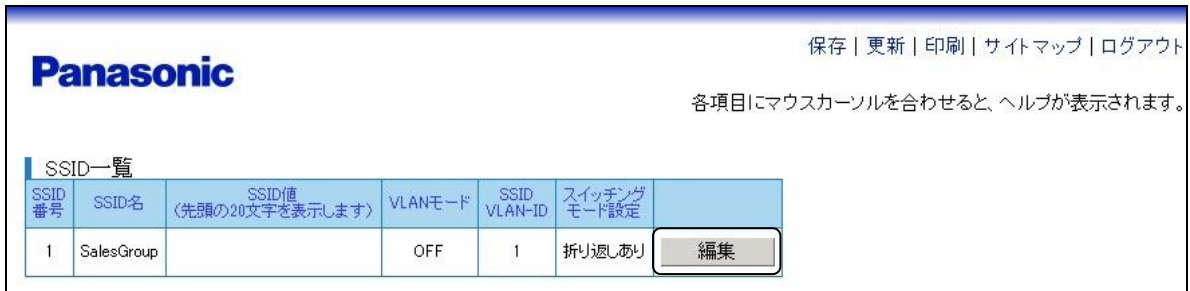 保存 | 更新 | 印刷 | サイトマップ | ログアウト
Panasonic
各項目にマウスカーソルを合わせると、ヘルプが表示されます。
SSID一覧
SSID番号 SSID名 SSID値(先頭の20文字を表示します) VLANモード SSID VLAN-ID スイッチングモード設定
1 SalesGroup OFF 1 折り返しあり 編集